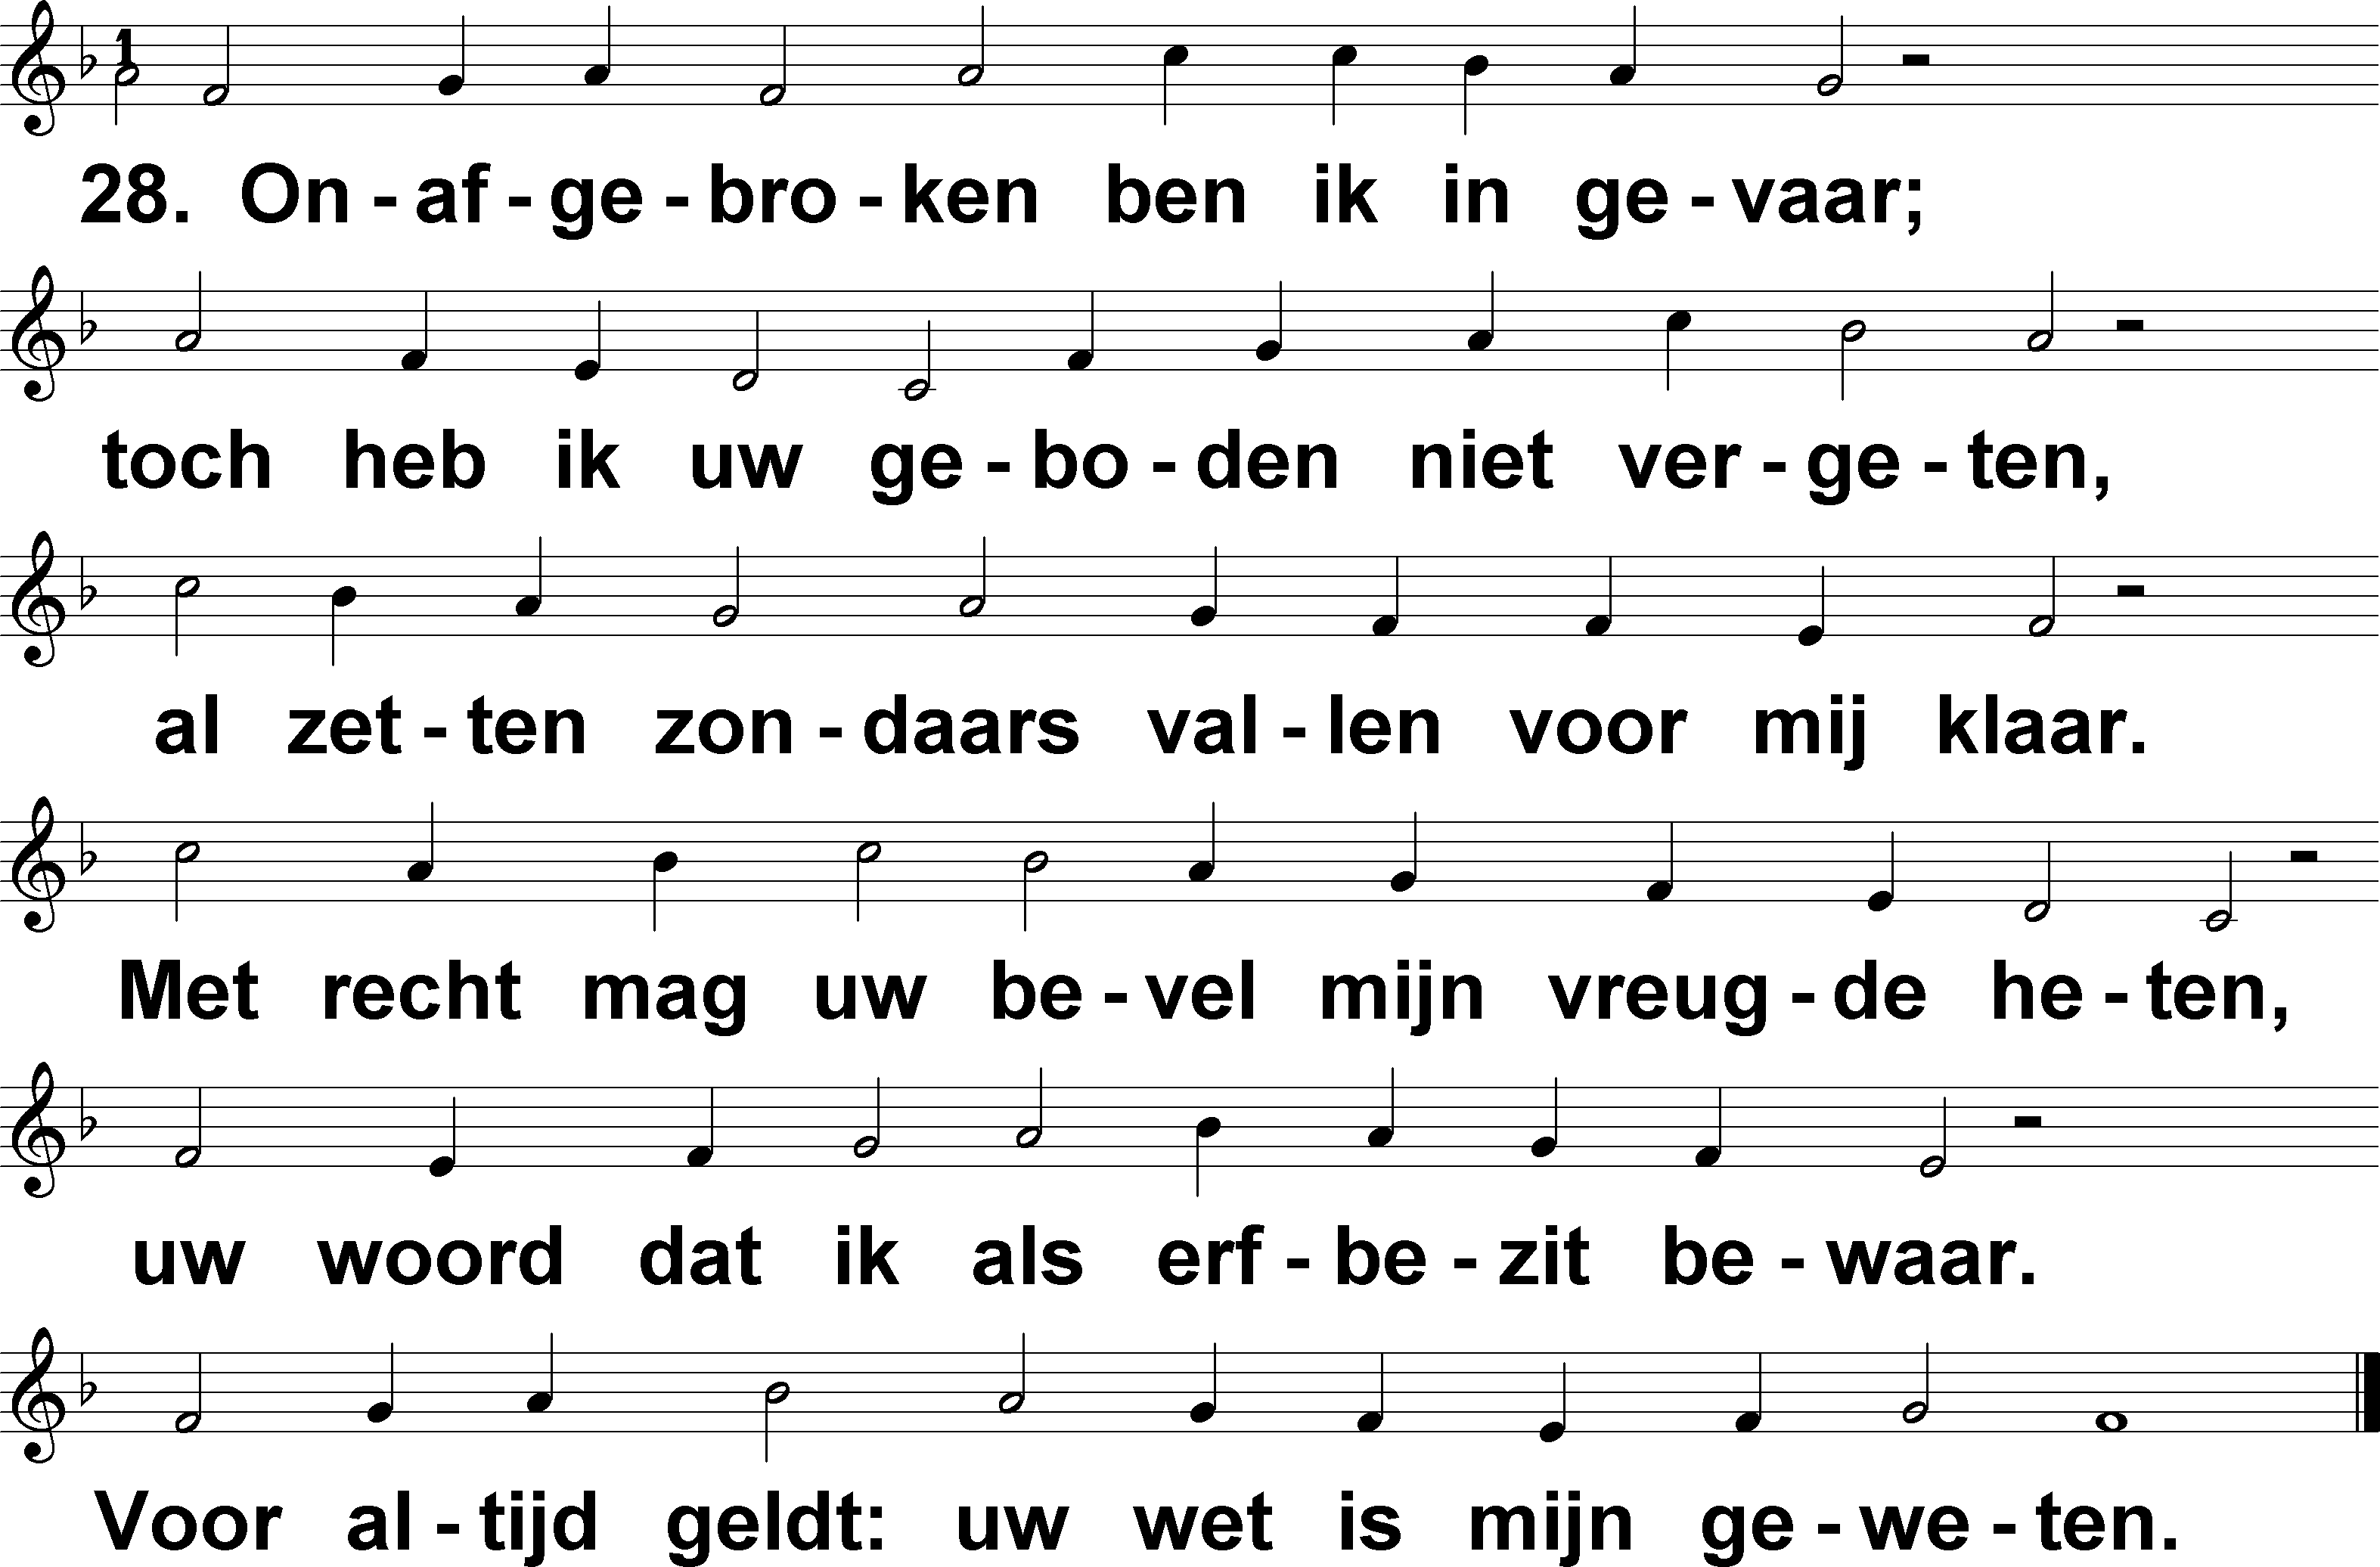 1
28. On - af - ge - bro - ken ben ik in ge - vaar;
toch heb ik uw ge - bo - den niet ver - ge - ten,
al zet - ten zon - daars val - len voor mij klaar.
Met recht mag uw be - vel mijn vreug - de he - ten,
uw woord dat ik als erf - be - zit be - waar.
Voor al - tijd geldt: uw wet is mijn ge - we - ten.